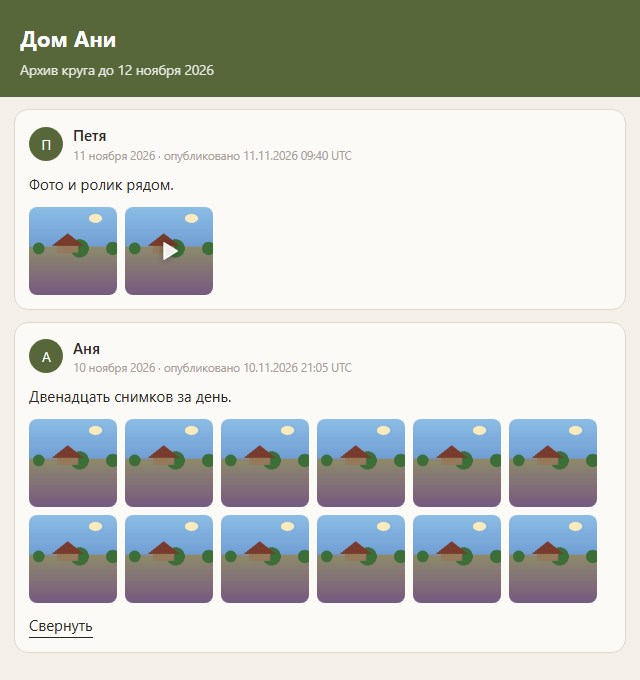 Дом Ани
Архив круга до 12 ноября 2026
П
Петя
11 ноября 2026 · опубликовано 11.11.2026 09:40 UTC
Фото и ролик рядом.
А
Аня
10 ноября 2026 · опубликовано 10.11.2026 21:05 UTC
Двенадцать снимков за день.
Свернуть